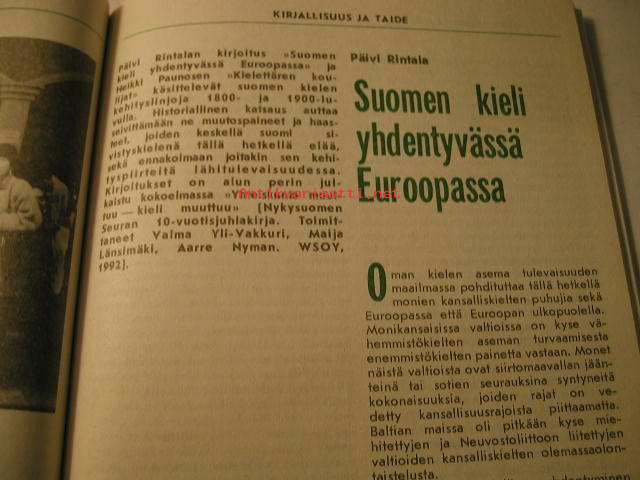 KIRJALLISUUS JA TAIDE
Päivi Rintalan kirjoitus »Suomen
kieli yhdentyvässä Euroopassa» ja
Heikki Paunosen »Kielettären kou-
lijat» käsittelevät suomen kielen
kehityslinjoja 1800- ja 1900-lu-
vulla. Historiallinen katsaus auttaa
selvittämään ne muutospaineet ja haas-
teet, joiden keskellä suomi si-
vistyskielenä tällä hetkellä elää,
sekä ennakoimaan joitakin sen kehi-
tyspiirteitä lähitulevaisuudessa.
Kirjoitukset on alun perin jul-
kaistu kokoelmassa »Yhteiskunta muut-
tuu — kieli muuttuu» (Nykysuomen
Seuran 10-vuotisjuhlakirja. Toimit-
taneet Valma Yli-Vakkuri, Maija
Länsimäki, Aarre Nyman. WSOY,
1992).
Päivi Rintala
Suomen kieli
yhdentyvässä
Euroopassa
Oman kielen asema tulevaisuuden
maailmassa pohdituttaa tällä hetkellä
monien kansalliskielten puhujia sekä
Euroopassa että Euroopan ulkopuolella.
Monikansaisissa valtioissa on kyse vä-
hemmistökielten aseman turvaamisesta
enemmistökielten painetta vastaan. Monet
näistä valtioista ovat siirtomaavallan jään-
teinä tai sotien seurauksina syntyneitä
kokonaisuuksia, joiden rajat on ve-
detty kansallisuusrajoista piittaamatta.
Baltian maissa oli pitkään kyse mie-
hitettyjen ja Neuvostoliittoon liitettyjen
valtioiden kansalliskielten olemassaolon-
taistelusta.